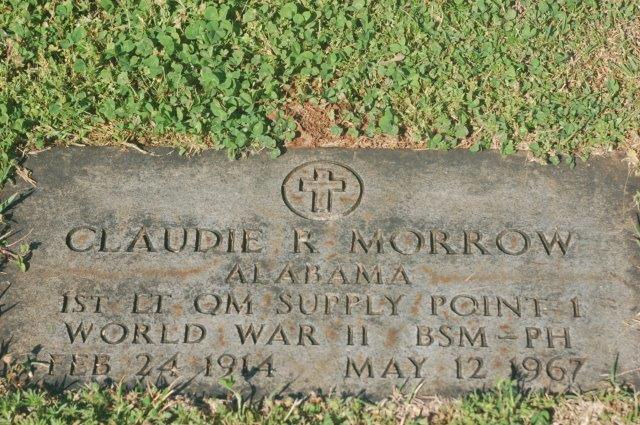 CLAUDIE R MORROW
ALABAMA
1ST LT QM SUPPLY POINT 1
WORLD WAR II BSM-PH
FEB 24 1914 MAY 12 1967